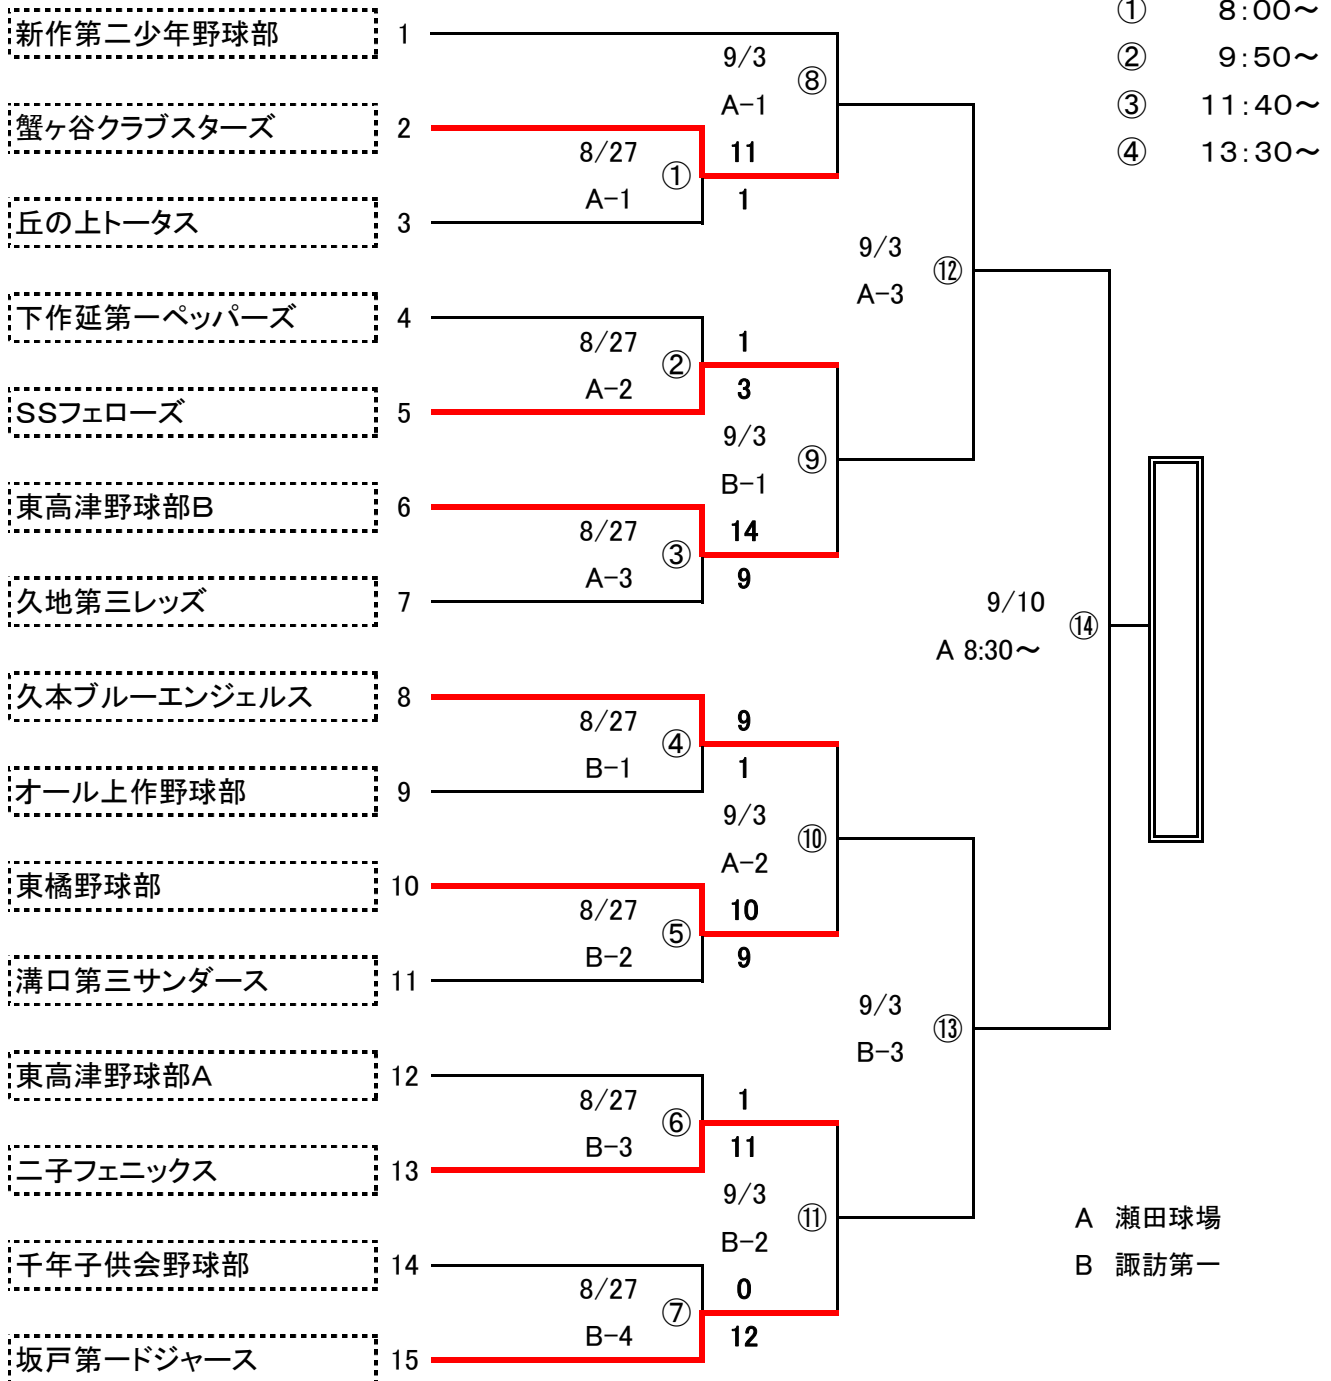 ① 8:00～
新作第二少年野球部 1
9/3 ⑧
② 9:50～
A-1
③ 11:40～
蟹ヶ谷クラブスターズ 2
8/27 ① 11
④ 13:30～
A-1 1
丘の上トータス 3
9/3 ⑫
A-3
下作延第一ペッパーズ 4
8/27 ② 1
A-2 3
SSフェローズ 5
9/3 ⑨
B-1
東高津野球部B 6
8/27 ③ 14
A-3 9
久地第三レッズ 7
9/10 ⑭
A 8:30～
久本ブルーエンジェルス 8
8/27 ④ 9
B-1 1
オール上作野球部 9
9/3 ⑩
A-2
東橘野球部 10
8/27 ⑤ 10
B-2 9
溝口第三サンダース 11
9/3 ⑬
B-3
東高津野球部A 12
8/27 ⑥ 1
B-3 11
二子フェニックス 13
9/3 ⑪
A 瀬田球場
B-2
千年子供会野球部 14
B 諏訪第一
8/27 ⑦ 0
B-4 12
坂戸第一ドジャース 15